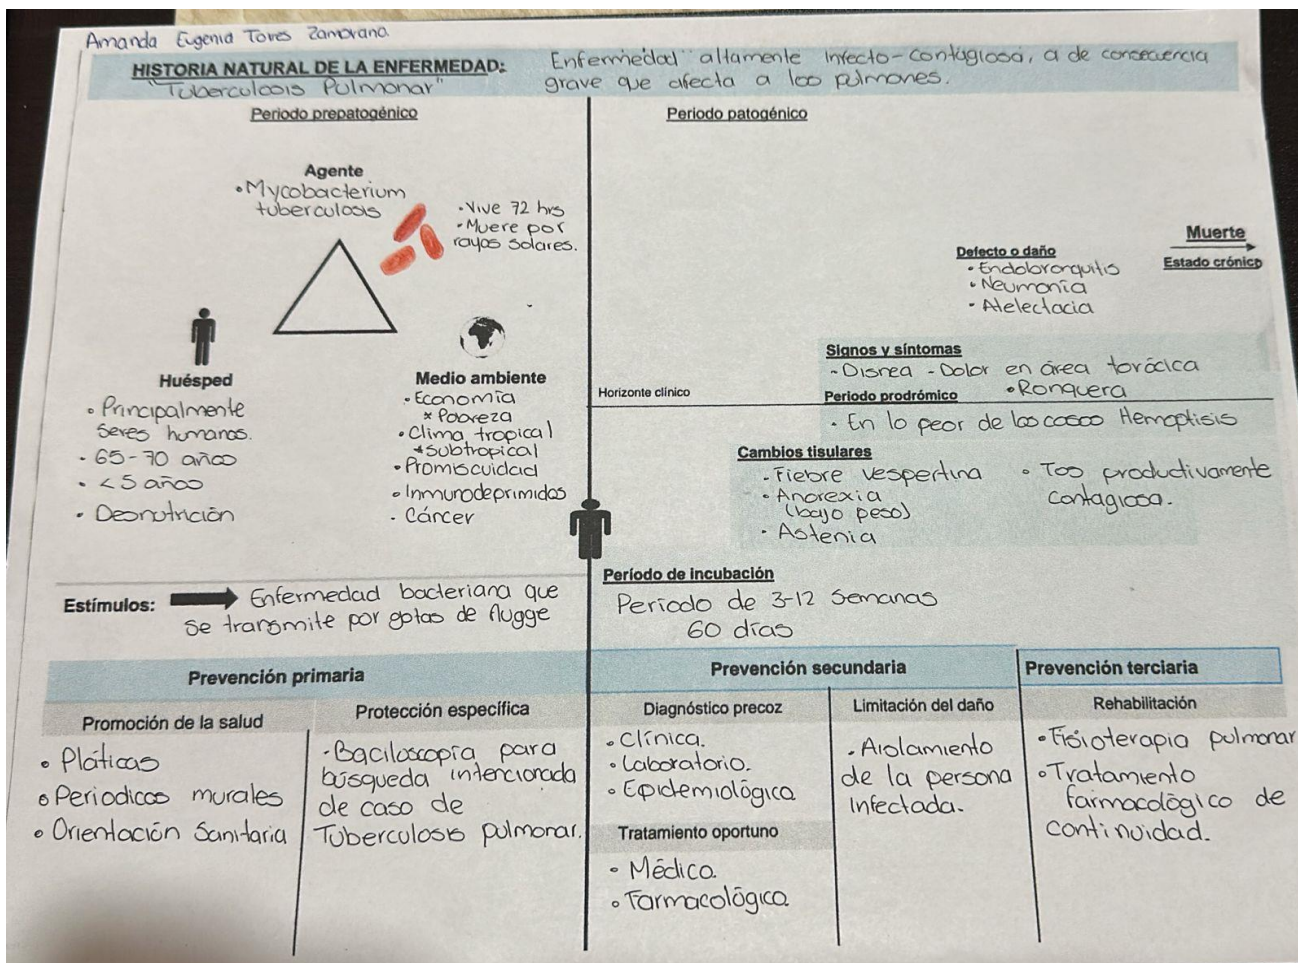 Amanda Eugenia Torres Zamorano
HISTORIA NATURAL DE LA ENFERMEDAD:
"Tuberculosis Pulmonar"
Enfermedad altamente infecto-contagiosa, a de consecuencia
grave que afecta a los pulmones.
Periodo prepatogénico
Periodo patogénico
Agente
• Mycobacterium
tuberculosis
• Vive 72 hrs
• Muere por
rayos solares.
Muerte
Estado crónico
Defecto o daño
• Endobronquitis
• Neumonía
• Atelectacia
Huésped
• Principalmente
seres humanos.
• 65-70 años
• <5 años
• Desnutrición
Medio ambiente
• Economía
* Pobreza
• Clima tropical
*subtropical
• Promiscuidad
• Inmunodeprimidos
• Cáncer
Signos y síntomas
- Disnea - Dolor en área torácica
• Ronquera
Horizonte clínico
Periodo prodrómico
• En lo peor de los casos Hemoptisis
Cambios tisulares
• Fiebre vespertina
• Anorexia
(bajo peso)
• Astenia
• Tos productivamente
contagiosa.
Estímulos:
Enfermedad bacteriana que
se transmite por gotas de flugge
Período de incubación
Periodo de 3-12 semanas
60 días
Prevención primaria
Prevención secundaria
Prevención terciaria
Promoción de la salud
• Pláticas
• Periodicos murales
• Orientación Sanitaria
Protección específica
• Baciloscopía para
búsqueda intencionada
de caso de
Tuberculosis pulmonar.
Diagnóstico precoz
• Clínica.
• Laboratorio.
• Epidemiológica
Tratamiento oportuno
• Médico.
• Farmacológico.
Limitación del daño
• Aislamiento
de la persona
infectada.
Rehabilitación
• Fisioterapia pulmonar
• Tratamiento
farmacológico de
continuidad.